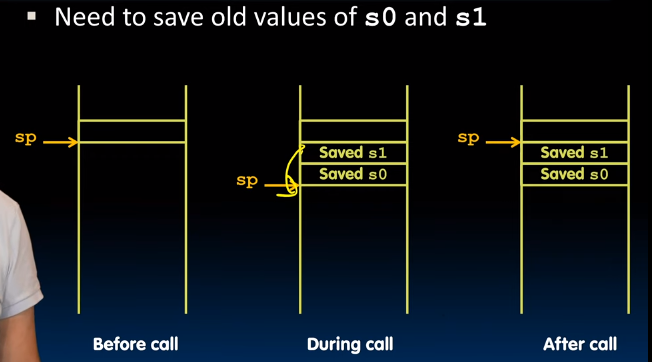 Need to save old values of s0 and s1
sp
Saved s1
Saved s0
sp
sp
Saved s1
Saved s0
Before call
During call
After call